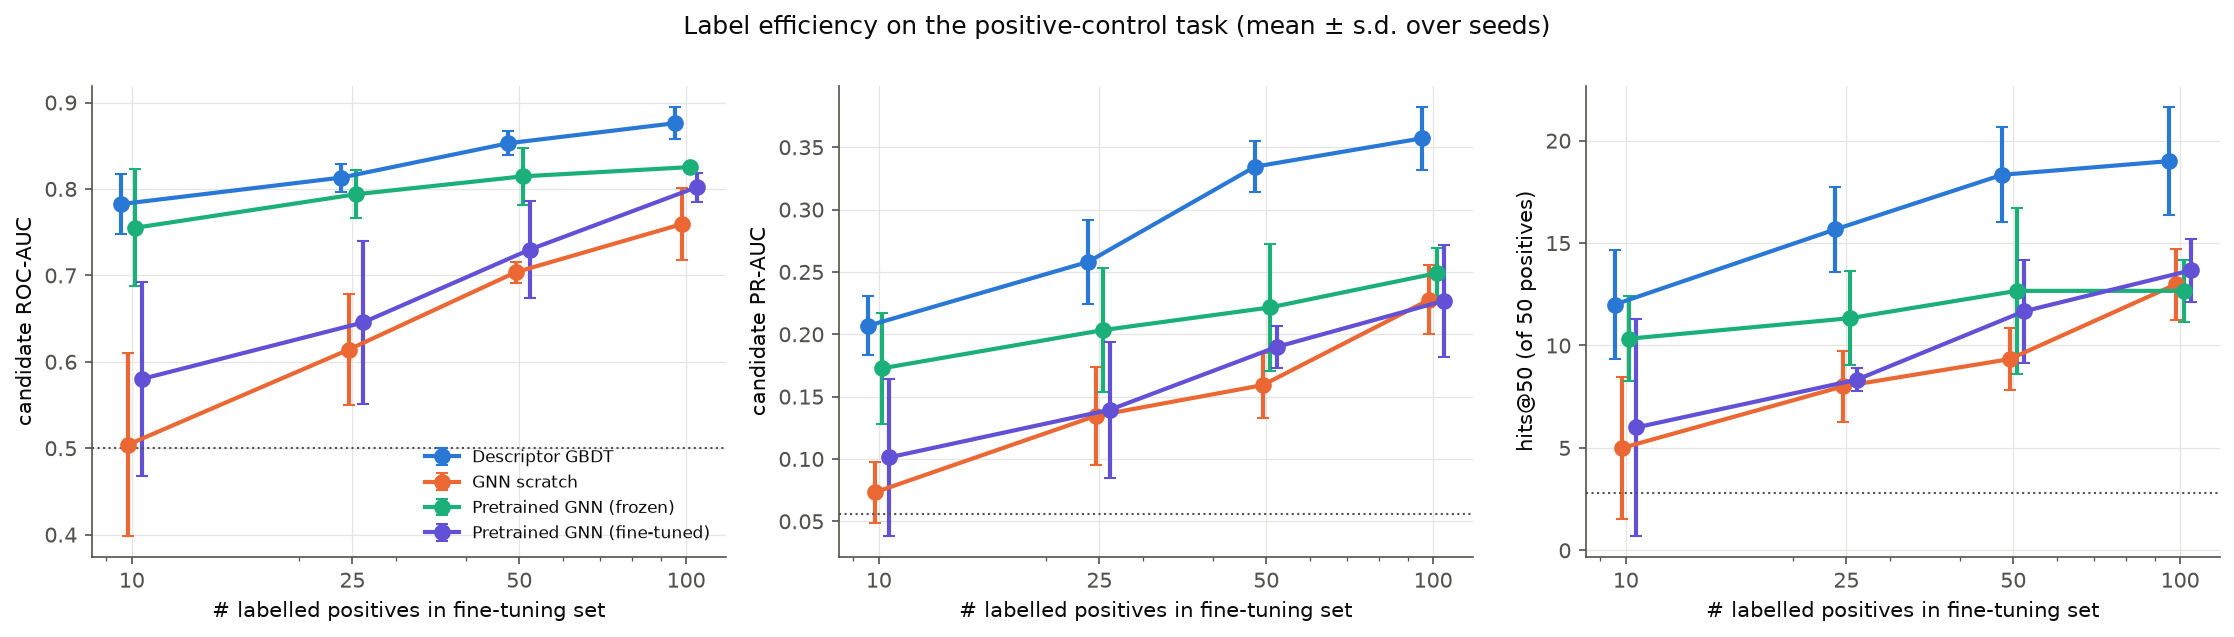 Label efficiency on the positive-control task (mean ± s.d. over seeds)
candidate ROC-AUC
0.9
0.8
0.7
0.6
0.5
0.4
Descriptor GBDT
GNN scratch
Pretrained GNN (frozen)
Pretrained GNN (fine-tuned)
10
25
50
100
# labelled positives in fine-tuning set
candidate PR-AUC
0.35
0.30
0.25
0.20
0.15
0.10
0.05
10
25
50
100
# labelled positives in fine-tuning set
hits@50 (of 50 positives)
20
15
10
5
0
10
25
50
100
# labelled positives in fine-tuning set